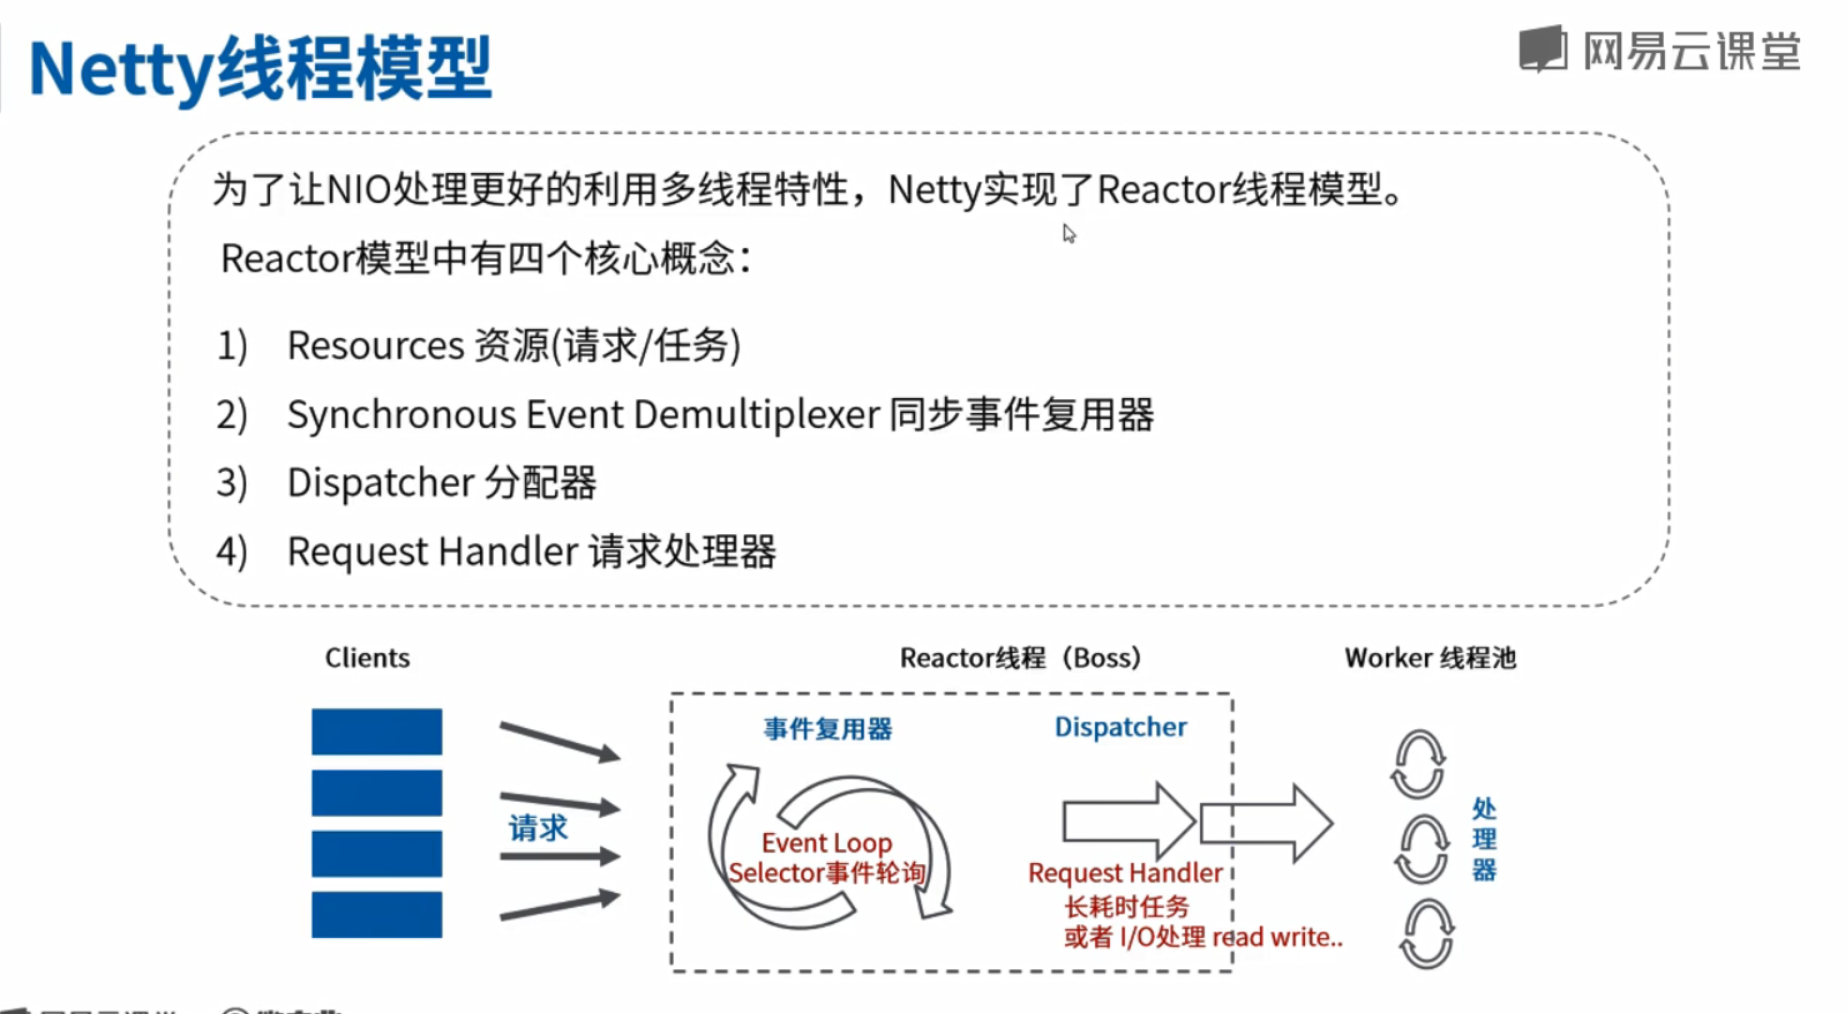 Netty线程模型
网易云课堂
为了让NIO处理更好的利用多线程特性，Netty实现了Reactor线程模型。
Reactor模型中有四个核心概念：
1) Resources 资源(请求/任务)
2) Synchronous Event Demultiplexer 同步事件复用器
3) Dispatcher 分配器
4) Request Handler 请求处理器
Clients
Reactor线程（Boss）
Worker 线程池
请求
事件复用器
Dispatcher
Event Loop
Selector事件轮询
Request Handler
长耗时任务
或者 I/O处理 read write..
处理器